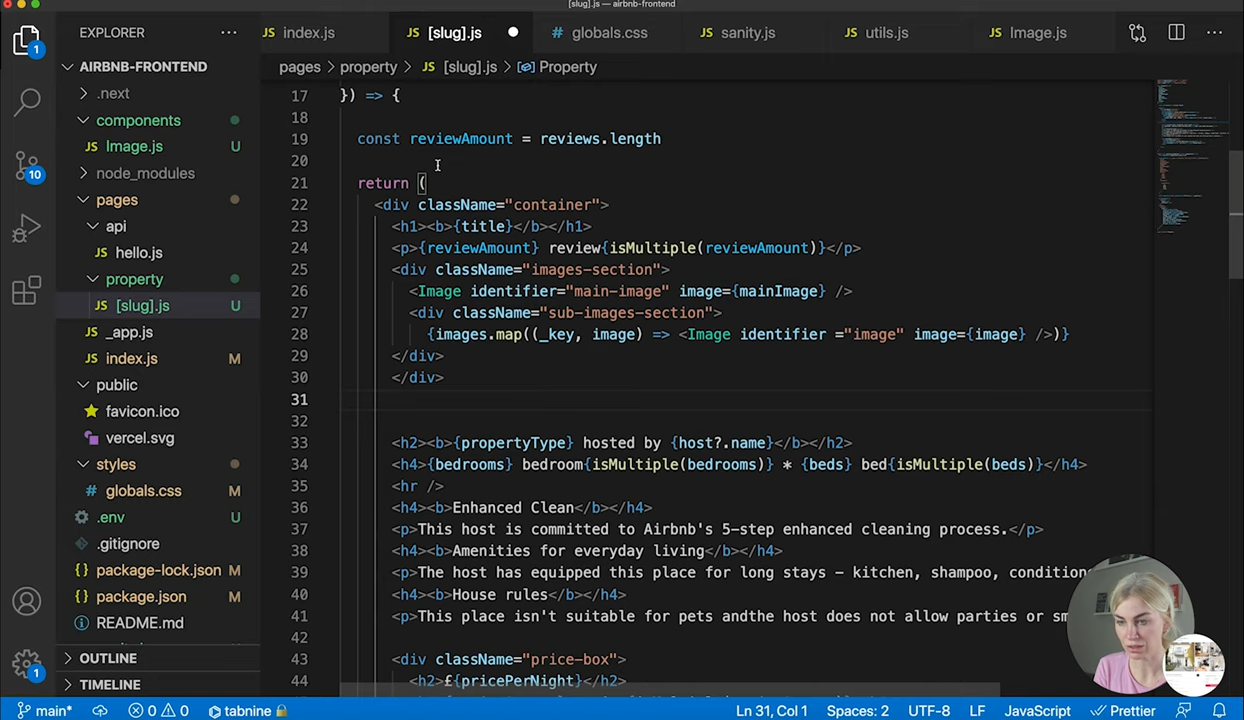 [slug].js — airbnb-frontend
EXPLORER
index.js
[slug].js
globals.css
sanity.js
utils.js
Image.js
AIRBNB-FRONTEND
.next
components
Image.js U
node_modules
pages
api
hello.js
property
[slug].js U
_app.js
index.js M
public
favicon.ico
vercel.svg
styles
globals.css M
.env U
.gitignore
package-lock.json M
package.json M
README.md
OUTLINE
TIMELINE
1
10
1
pages > property > [slug].js > Property
17 }) => {
18
19 const reviewAmount = reviews.length
20
21 return (
22 <div className="container">
23 <h1><b>{title}</b></h1>
24 <p>{reviewAmount} review{isMultiple(reviewAmount)}</p>
25 <div className="images-section">
26 <Image identifier="main-image" image={mainImage} />
27 <div className="sub-images-section">
28 {images.map((_key, image) => <Image identifier ="image" image={image} />)}
29 </div>
30 </div>
31
32
33 <h2><b>{propertyType} hosted by {host?.name}</b></h2>
34 <h4>{bedrooms} bedroom{isMultiple(bedrooms)} * {beds} bed{isMultiple(beds)}</h4>
35 <hr />
36 <h4><b>Enhanced Clean</b></h4>
37 <p>This host is committed to Airbnb's 5-step enhanced cleaning process.</p>
38 <h4><b>Amenities for everyday living</b></h4>
39 <p>The host has equipped this place for long stays - kitchen, shampoo, condition
40 <h4><b>House rules</b></h4>
41 <p>This place isn't suitable for pets andthe host does not allow parties or sm
42
43 <div className="price-box">
44 <h2>£{pricePerNight}</h2>
main* 0 0 tabnine Ln 31, Col 1 Spaces: 2 UTF-8 LF JavaScript Prettier